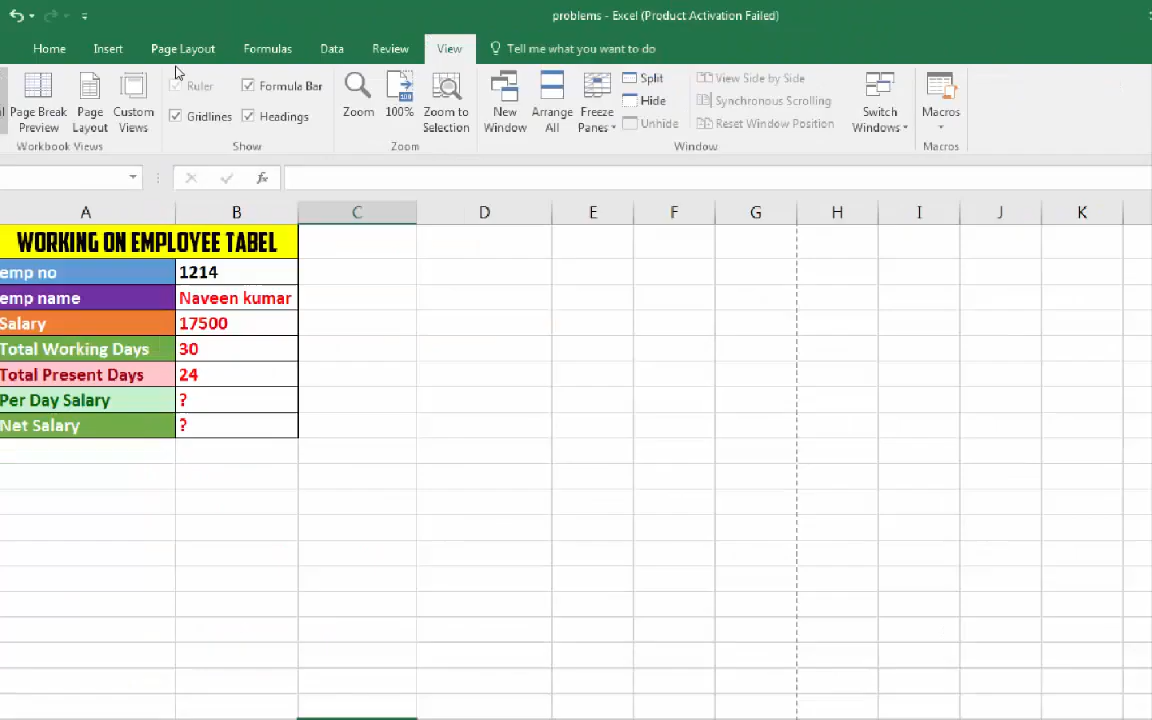 problems - Excel (Product Activation Failed)
Home Insert Page Layout Formulas Data Review View Tell me what you want to do
Ruler Formula Bar Split View Side by Side
Hide Synchronous Scrolling
Page Break Page Custom Zoom 100% Zoom to New Arrange Freeze Switch Macros
Preview Layout Views Gridlines Headings Selection Window All Panes Unhide Reset Window Position Windows
Workbook Views Show Zoom Window Macros
fx
A B C D E F G H I J K
WORKING ON EMPLOYEE TABEL
emp no 1214
emp name Naveen kumar
Salary 17500
Total Working Days 30
Total Present Days 24
Per Day Salary ?
Net Salary ?